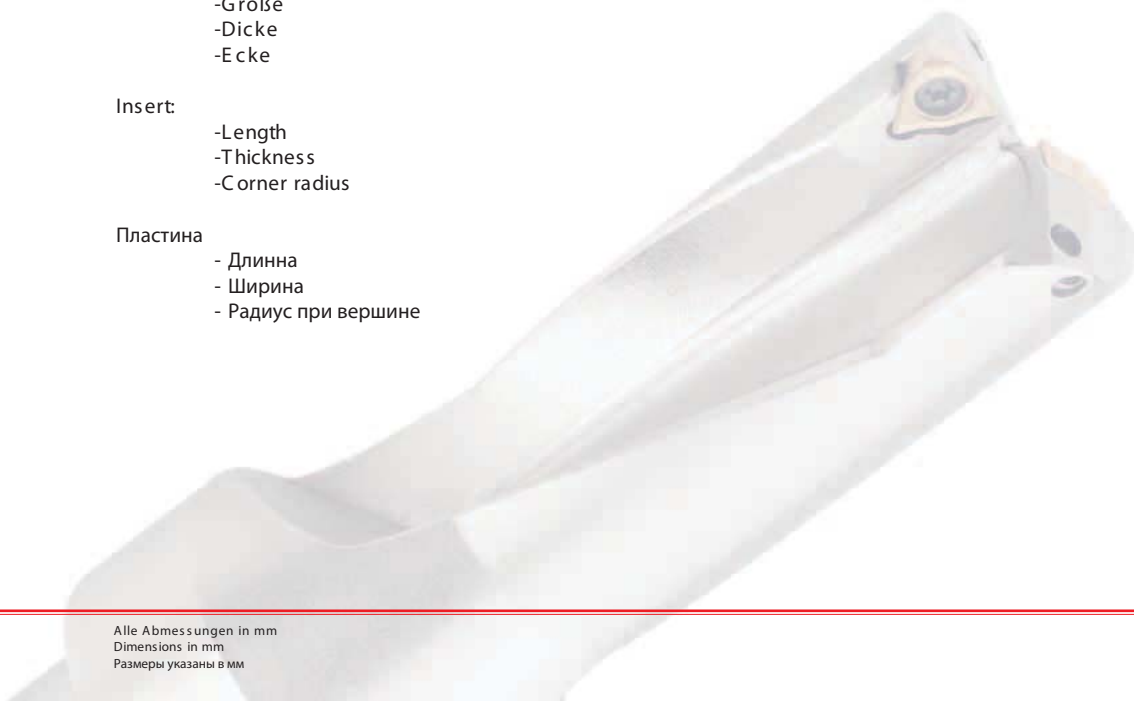 -Größe
-Dicke
-Ecke
Insert:
-Length
-Thickness
-Corner radius
Пластина
- Длинна
- Ширина
- Радиус при вершине
Alle Abmessungen in mm
Dimensions in mm
Размеры указаны в мм